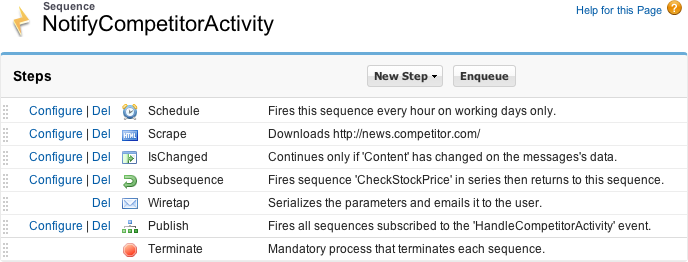 Sequence
Help for this Page ?
NotifyCompetitorActivity
Steps New Step Enqueue
Configure | Del Schedule Fires this sequence every hour on working days only.
Configure | Del HTML Scrape Downloads http://news.competitor.com/
Configure | Del IsChanged Continues only if 'Content' has changed on the messages's data.
Configure | Del Subsequence Fires sequence 'CheckStockPrice' in series then returns to this sequence.
Del Wiretap Serializes the parameters and emails it to the user.
Configure | Del Publish Fires all sequences subscribed to the 'HandleCompetitorActivity' event.
Terminate Mandatory process that terminates each sequence.